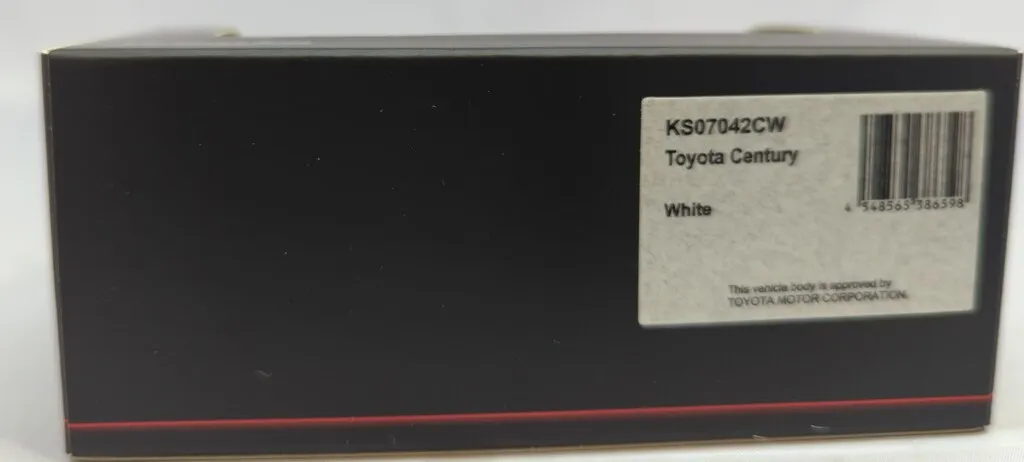 KS07042CW
Toyota Century
White
4 548565 386598
This vehicle body is approved by
TOYOTA MOTOR CORPORATION.